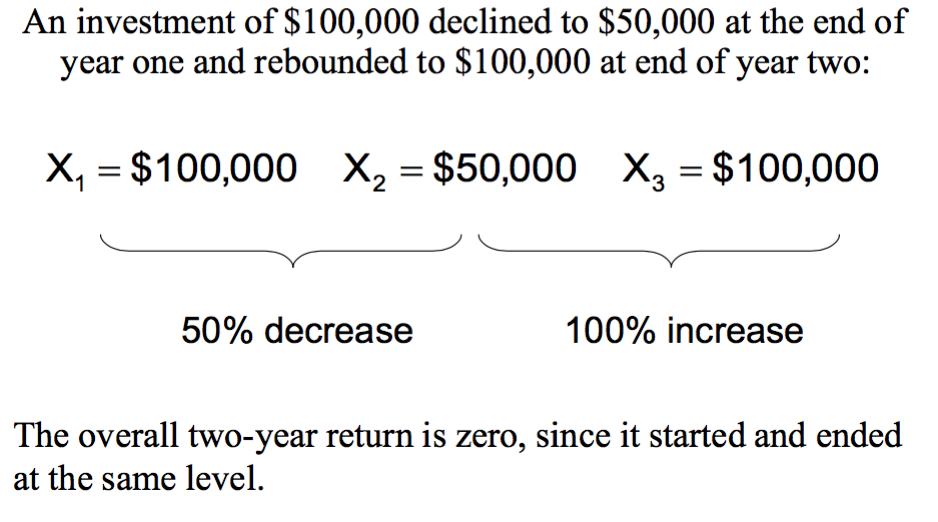 An investment of $100,000 declined to $50,000 at the end of
year one and rebounded to $100,000 at end of year two:
X₁ = $100,000 X₂ = $50,000 X₃ = $100,000
50% decrease 100% increase
The overall two-year return is zero, since it started and ended
at the same level.